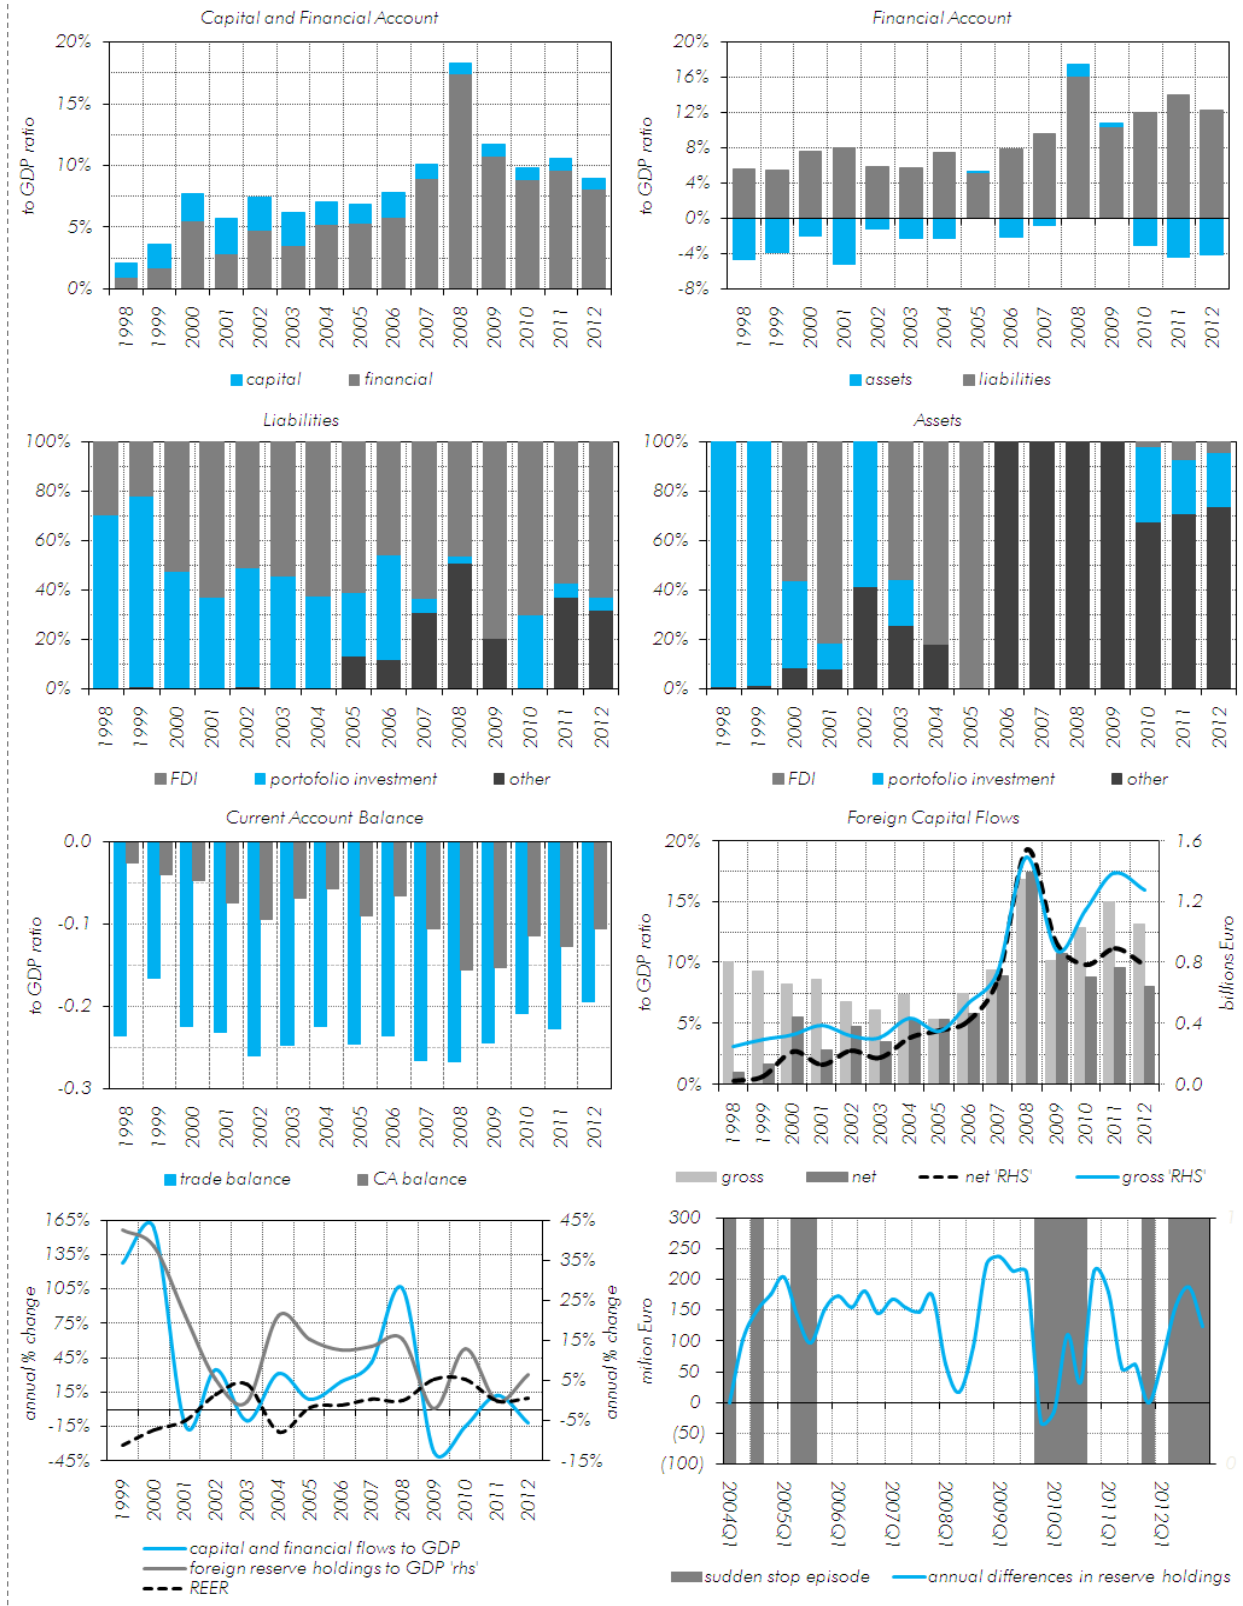 Capital and Financial Account
20%
15%
10%
5%
0%
to GDP ratio
1998 1999 2000 2001 2002 2003 2004 2005 2006 2007 2008 2009 2010 2011 2012
capital financial
Financial Account
20%
16%
12%
8%
4%
0%
-4%
-8%
to GDP ratio
1998 1999 2000 2001 2002 2003 2004 2005 2006 2007 2008 2009 2010 2011 2012
assets liabilities
Liabilities
100%
80%
60%
40%
20%
0%
1998 1999 2000 2001 2002 2003 2004 2005 2006 2007 2008 2009 2010 2011 2012
FDI portofolio investment other
Assets
100%
80%
60%
40%
20%
0%
1998 1999 2000 2001 2002 2003 2004 2005 2006 2007 2008 2009 2010 2011 2012
FDI portofolio investment other
Current Account Balance
0.0
-0.1
-0.2
-0.3
to GDP ratio
1998 1999 2000 2001 2002 2003 2004 2005 2006 2007 2008 2009 2010 2011 2012
trade balance CA balance
Foreign Capital Flows
20%
15%
10%
5%
0%
to GDP ratio
1.6
1.2
0.8
0.4
0.0
billions Euro
1998 1999 2000 2001 2002 2003 2004 2005 2006 2007 2008 2009 2010 2011 2012
gross net net 'RHS' gross 'RHS'
165%
135%
105%
75%
45%
15%
-15%
-45%
annual % change
45%
35%
25%
15%
5%
-5%
-15%
annual % change
1999 2000 2001 2002 2003 2004 2005 2006 2007 2008 2009 2010 2011 2012
capital and financial flows to GDP
foreign reserve holdings to GDP 'rhs'
REER
300
250
200
150
100
50
0
(50)
(100)
milion Euro
1
0
2004Q1 2005Q1 2006Q1 2007Q1 2008Q1 2009Q1 2010Q1 2011Q1 2012Q1
sudden stop episode annual differences in reserve holdings